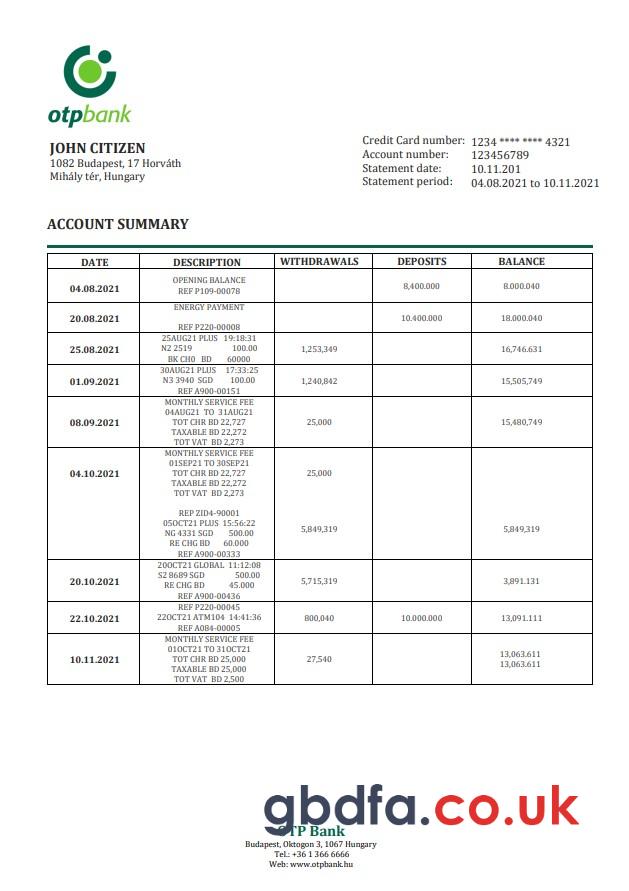 otpbank
JOHN CITIZEN
1082 Budapest, 17 Horváth
Mihály tér, Hungary
Credit Card number: 1234 **** **** 4321
Account number: 123456789
Statement date: 10.11.201
Statement period: 04.08.2021 to 10.11.2021
ACCOUNT SUMMARY
DATE DESCRIPTION WITHDRAWALS DEPOSITS BALANCE
OPENING BALANCE
04.08.2021 8,400.000 8.000.040
REF P109-00078
ENERGY PAYMENT
20.08.2021 10.400.000 18.000.040
REF P220-00008
25AUG21 PLUS 19:18:31
25.08.2021 N2 2519 100.00 1,253,349 16,746.631
BK CH0 BD 60000
30AUG21 PLUS 17:33:25
01.09.2021 N3 3940 SGD 100.00 1,240,842 15,505,749
REF A900-00151
MONTHLY SERVICE FEE
04AUG21 TO 31AUG21
08.09.2021 TOT CHR BD 22,727 25,000 15,480,749
TAXABLE BD 22,272
TOT VAT BD 2,273
MONTHLY SERVICE FEE
01SEP21 TO 30SEP21
04.10.2021 TOT CHR BD 22,727 25,000
TAXABLE BD 22,272
TOT VAT BD 2,273
REP ZID4-90001
05OCT21 PLUS 15:56:22
NG 4331 SGD 500.00 5,849,319 5,849,319
RE CHG BD 60.000
REF A900-00333
20OCT21 GLOBAL 11:12:08
20.10.2021 S2 8689 SGD 500.00 5,715,319 3,891.131
RE CHG BD 45.000
REF A900-00436
REF P220-00045
22.10.2021 22OCT21 ATM104 14:41:36 800,040 10.000.000 13,091.111
REF A084-00005
MONTHLY SERVICE FEE
01OCT21 TO 31OCT21
10.11.2021 TOT CHR BD 25,000 27,540 13,063.611
TAXABLE BD 25,000 13,063.611
TOT VAT BD 2,500
gbdfa.co.uk
OTP Bank
Budapest, Oktogon 3, 1067 Hungary
Tel.: +36 1 366 6666
Web: www.otpbank.hu